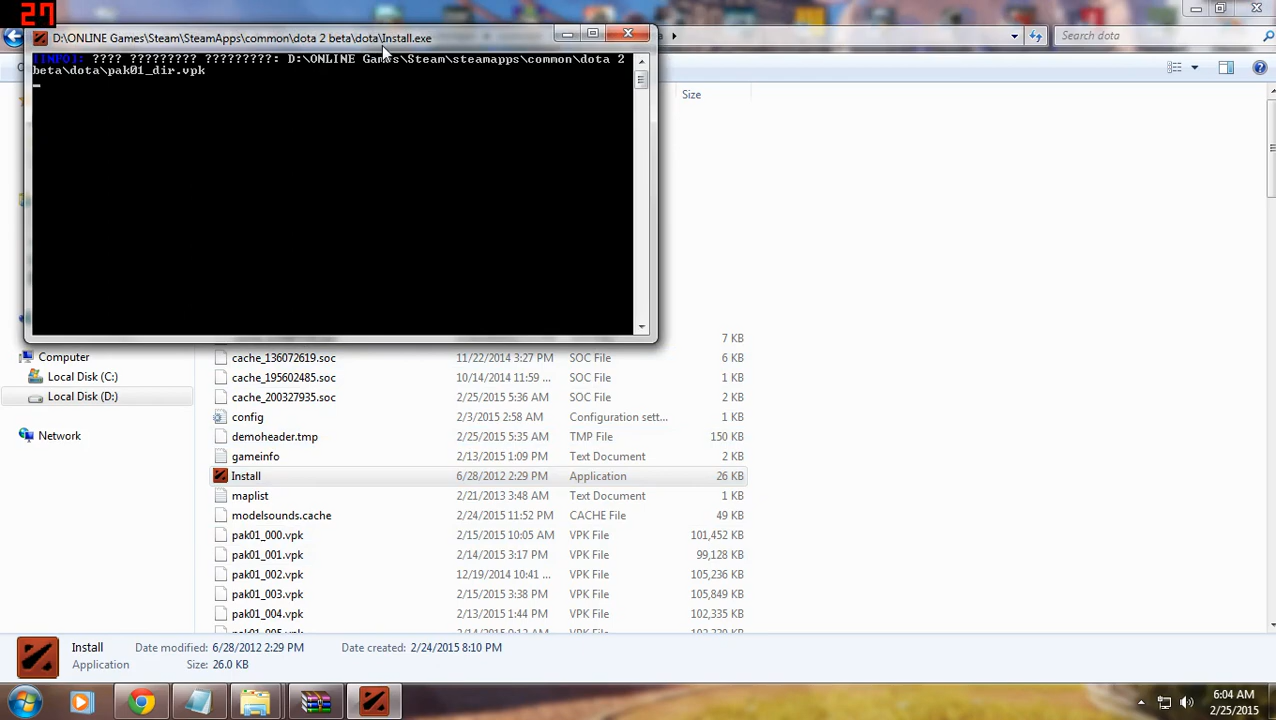 27
D:\ONLINE Games\Steam\SteamApps\common\dota 2 beta\dota\Install.exe
Search dota
[INFO]: ???? ????????? ?????????: D:\ONLINE Games\Steam\steamapps\common\dota 2
beta\dota\pak01_dir.vpk
Size
7 KB
Computer
cache_136072619.soc 11/22/2014 3:27 PM SOC File 6 KB
Local Disk (C:)
cache_195602485.soc 10/14/2014 11:59 ... SOC File 1 KB
Local Disk (D:)
cache_200327935.soc 2/25/2015 5:36 AM SOC File 2 KB
config 2/3/2015 2:58 AM Configuration sett... 1 KB
Network
demoheader.tmp 2/25/2015 5:35 AM TMP File 150 KB
gameinfo 2/13/2015 1:09 PM Text Document 2 KB
Install 6/28/2012 2:29 PM Application 26 KB
maplist 2/21/2013 3:48 AM Text Document 1 KB
modelsounds.cache 2/24/2015 11:52 PM CACHE File 49 KB
pak01_000.vpk 2/15/2015 10:05 AM VPK File 101,452 KB
pak01_001.vpk 2/14/2015 3:17 PM VPK File 99,128 KB
pak01_002.vpk 12/19/2014 10:41 ... VPK File 105,236 KB
pak01_003.vpk 2/15/2015 3:38 PM VPK File 105,849 KB
pak01_004.vpk 2/13/2015 1:44 PM VPK File 102,335 KB
Install Date modified: 6/28/2012 2:29 PM Date created: 2/24/2015 8:10 PM
Application Size: 26.0 KB
6:04 AM
2/25/2015